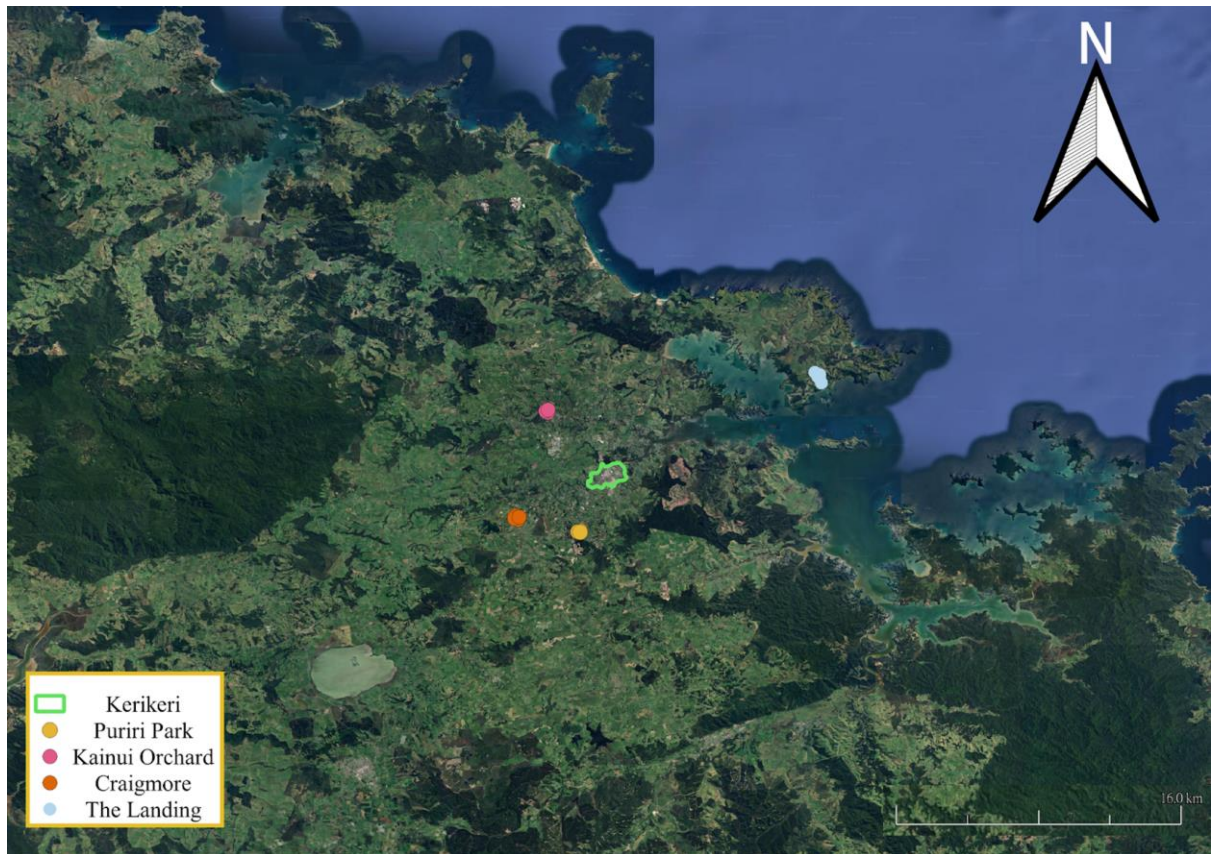 N
Kerikeri
Puriri Park
Kainui Orchard
Craigmore
The Landing
16.0 km